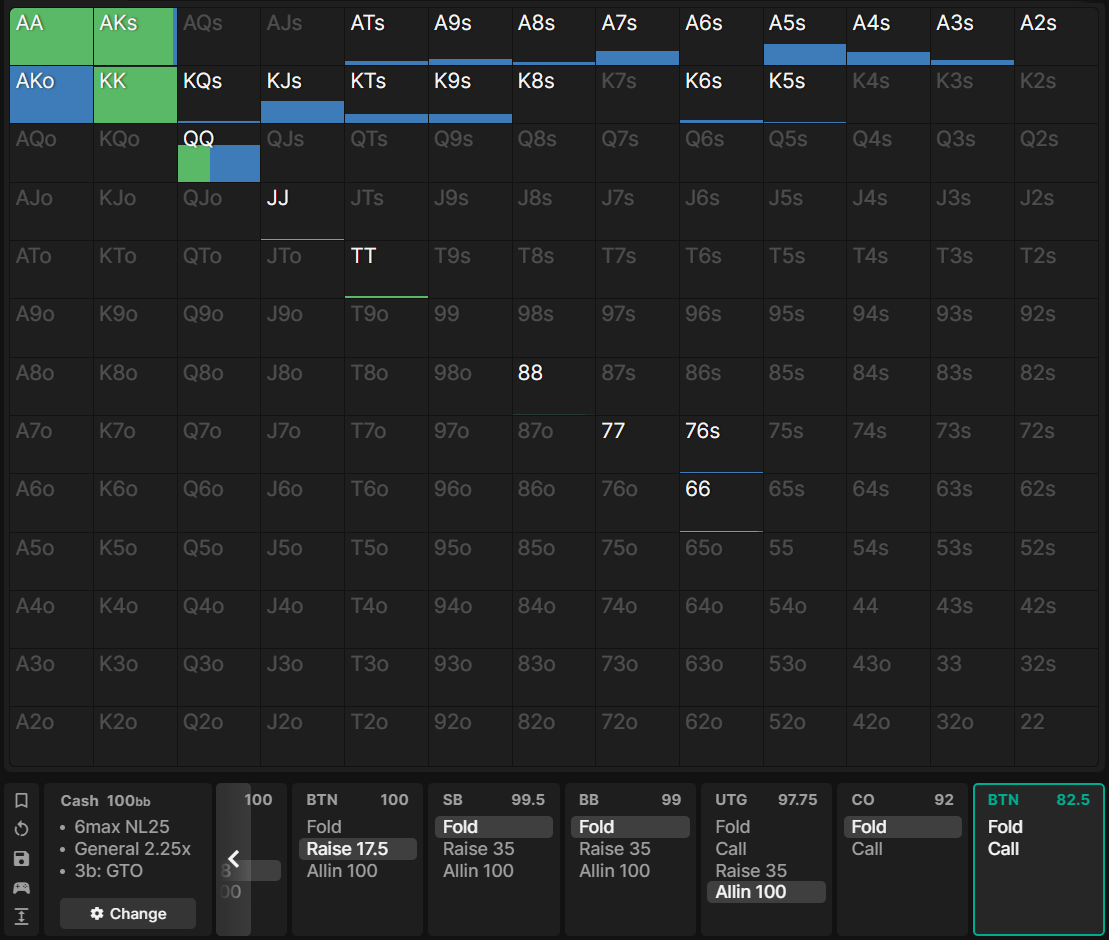 AA AKs AQs AJs ATs A9s A8s A7s A6s A5s A4s A3s A2s
AKo KK KQs KJs KTs K9s K8s K7s K6s K5s K4s K3s K2s
AQo KQo QQ QJs QTs Q9s Q8s Q7s Q6s Q5s Q4s Q3s Q2s
AJo KJo QJo JJ JTs J9s J8s J7s J6s J5s J4s J3s J2s
ATo KTo QTo JTo TT T9s T8s T7s T6s T5s T4s T3s T2s
A9o K9o Q9o J9o T9o 99 98s 97s 96s 95s 94s 93s 92s
A8o K8o Q8o J8o T8o 98o 88 87s 86s 85s 84s 83s 82s
A7o K7o Q7o J7o T7o 97o 87o 77 76s 75s 74s 73s 72s
A6o K6o Q6o J6o T6o 96o 86o 76o 66 65s 64s 63s 62s
A5o K5o Q5o J5o T5o 95o 85o 75o 65o 55 54s 53s 52s
A4o K4o Q4o J4o T4o 94o 84o 74o 64o 54o 44 43s 42s
A3o K3o Q3o J3o T3o 93o 83o 73o 63o 53o 43o 33 32s
A2o K2o Q2o J2o T2o 92o 82o 72o 62o 52o 42o 32o 22
Cash 100bb
• 6max NL25
• General 2.25x
• 3b: GTO
Change
100
8
00
BTN 100
Fold
Raise 17.5
Allin 100
SB 99.5
Fold
Raise 35
Allin 100
BB 99
Fold
Raise 35
Allin 100
UTG 97.75
Fold
Call
Raise 35
Allin 100
CO 92
Fold
Call
BTN 82.5
Fold
Call